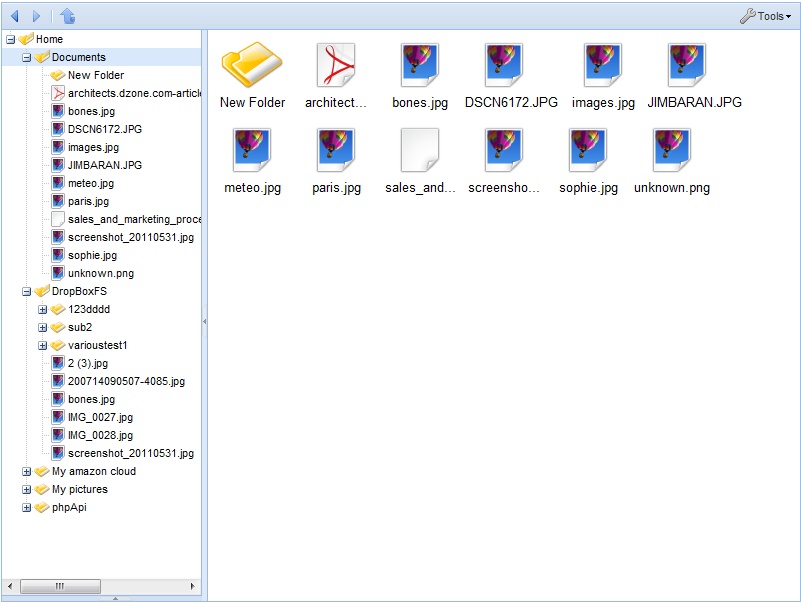 Tools
Home
Documents
New Folder
architects.dzone.com-article
bones.jpg
DSCN6172.JPG
images.jpg
JIMBARAN.JPG
meteo.jpg
paris.jpg
sales_and_marketing_proce
screenshot_20110531.jpg
sophie.jpg
unknown.png
DropBoxFS
123dddd
sub2
varioustest1
2 (3).jpg
200714090507-4085.jpg
bones.jpg
IMG_0027.jpg
IMG_0028.jpg
screenshot_20110531.jpg
My amazon cloud
My pictures
phpApi
New Folder architect... bones.jpg DSCN6172.JPG images.jpg JIMBARAN.JPG
meteo.jpg paris.jpg sales_and... screensho... sophie.jpg unknown.png